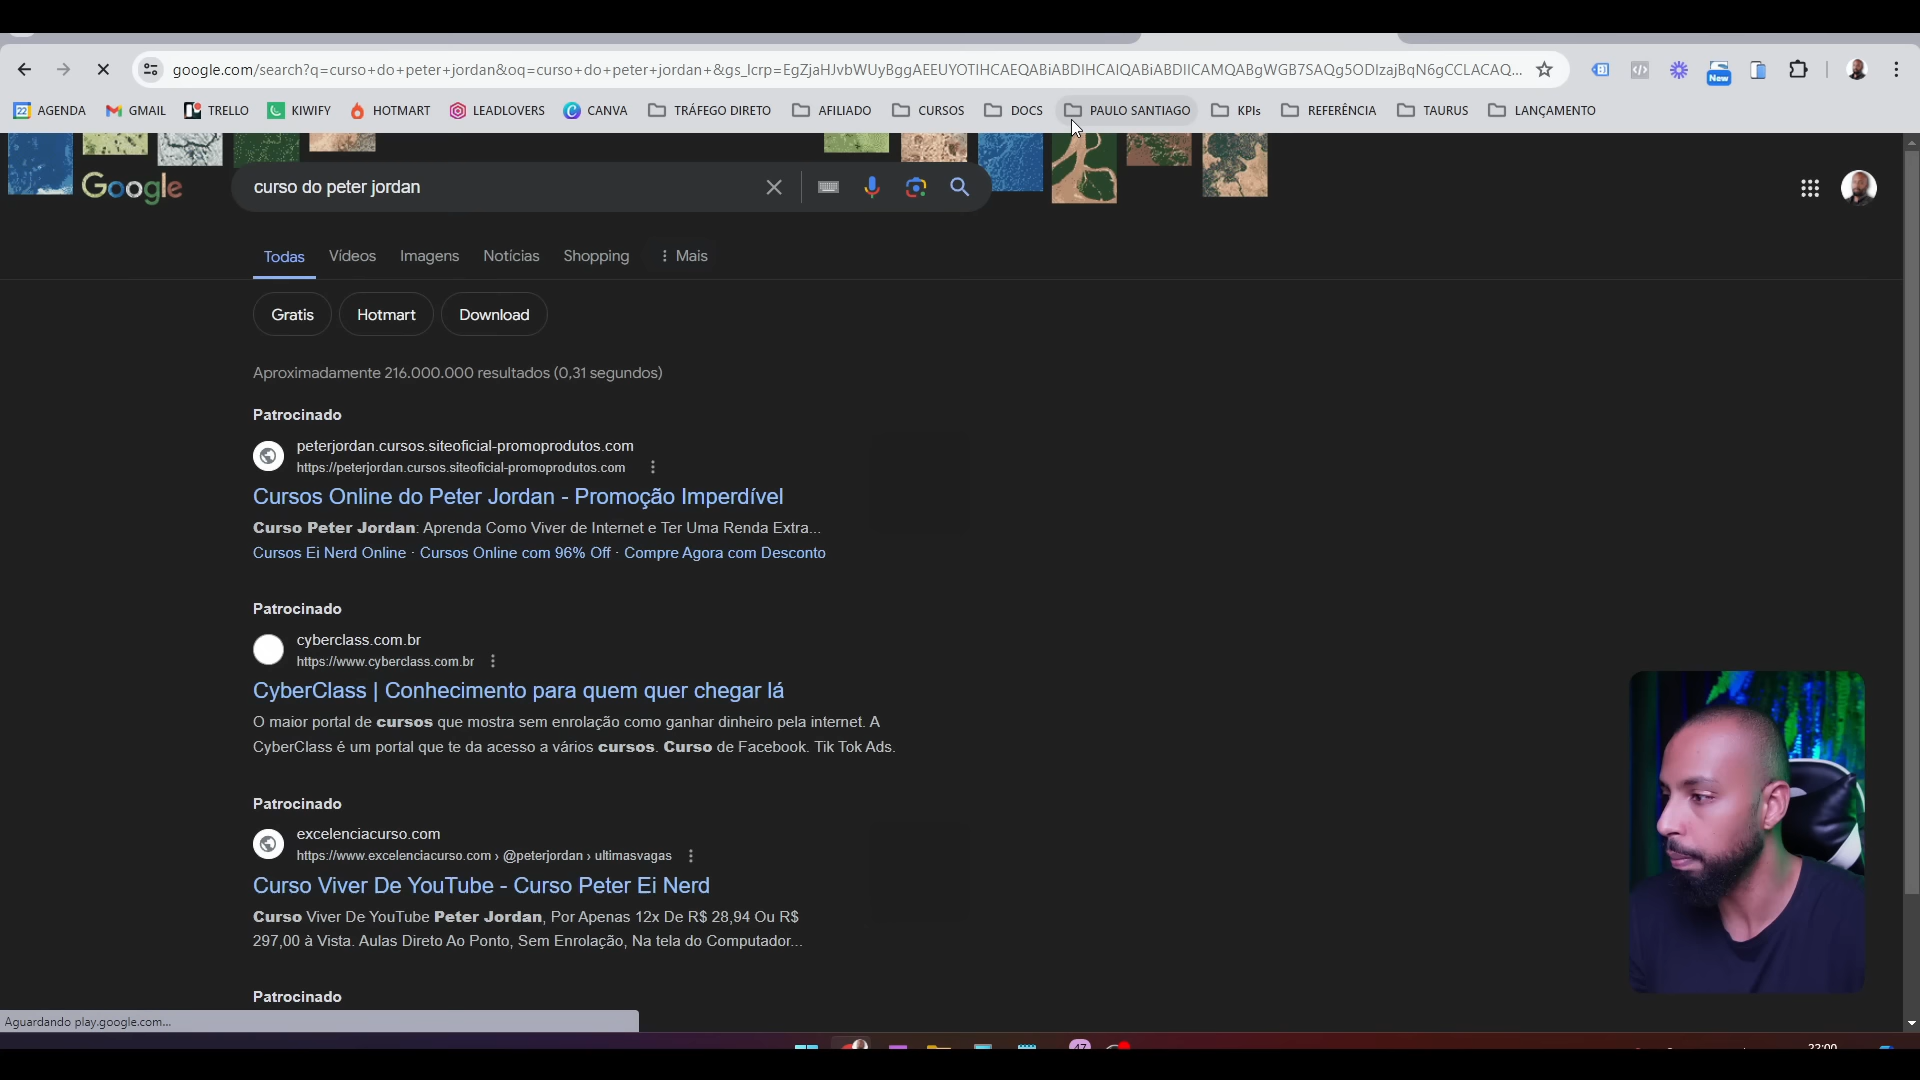 google.com/search?q=curso+do+peter+jordan&oq=curso+do+peter+jordan+&gs_lcrp=EgZjaHJvbWUyBggAEEUYOTIHCAEQABiABDIHCAIQABiABDIICAMQABgWGB7SAQg5ODIzajBqN6gCCLACAQ...
22 AGENDA GMAIL TRELLO KIWIFY HOTMART LEADLOVERS CANVA TRÁFEGO DIRETO AFILIADO CURSOS DOCS PAULO SANTIAGO KPIs REFERÊNCIA TAURUS LANÇAMENTO
New
Google
curso do peter jordan
Todas Vídeos Imagens Notícias Shopping Mais
Gratis Hotmart Download
Aproximadamente 216.000.000 resultados (0,31 segundos)
Patrocinado
peterjordan.cursos.siteoficial-promoprodutos.com
https://peterjordan.cursos.siteoficial-promoprodutos.com
Cursos Online do Peter Jordan - Promoção Imperdível
Curso Peter Jordan: Aprenda Como Viver de Internet e Ter Uma Renda Extra...
Cursos Ei Nerd Online · Cursos Online com 96% Off · Compre Agora com Desconto
Patrocinado
cyberclass.com.br
https://www.cyberclass.com.br
CyberClass | Conhecimento para quem quer chegar lá
O maior portal de cursos que mostra sem enrolação como ganhar dinheiro pela internet. A
CyberClass é um portal que te da acesso a vários cursos. Curso de Facebook. Tik Tok Ads.
Patrocinado
excelenciacurso.com
https://www.excelenciacurso.com › @peterjordan › ultimasvagas
Curso Viver De YouTube - Curso Peter Ei Nerd
Curso Viver De YouTube Peter Jordan, Por Apenas 12x De R$ 28,94 Ou R$
297,00 à Vista. Aulas Direto Ao Ponto, Sem Enrolação, Na tela do Computador...
Patrocinado
Aguardando play.google.com...
47
22:00